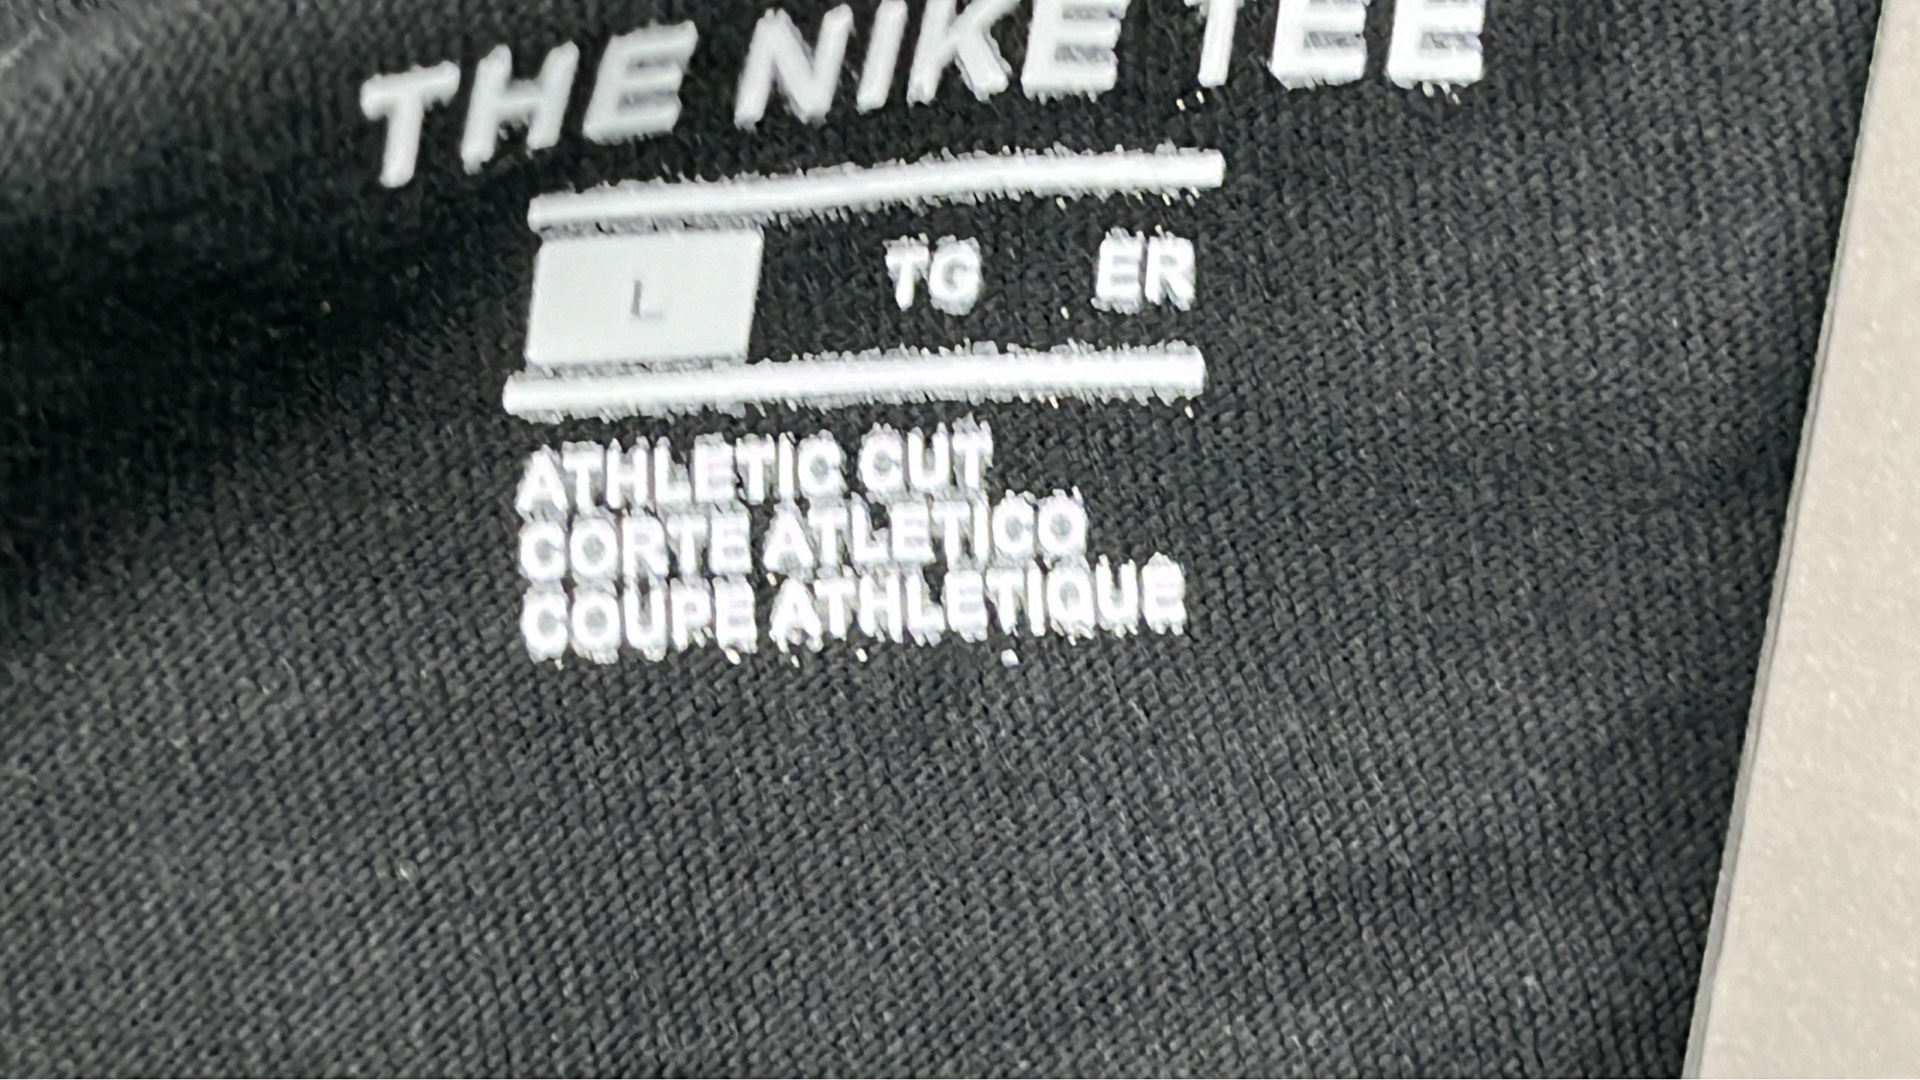 THE NIKE TEE
L TG ER
ATHLETIC CUT
CORTE ATLETICO
COUPE ATHLETIQUE